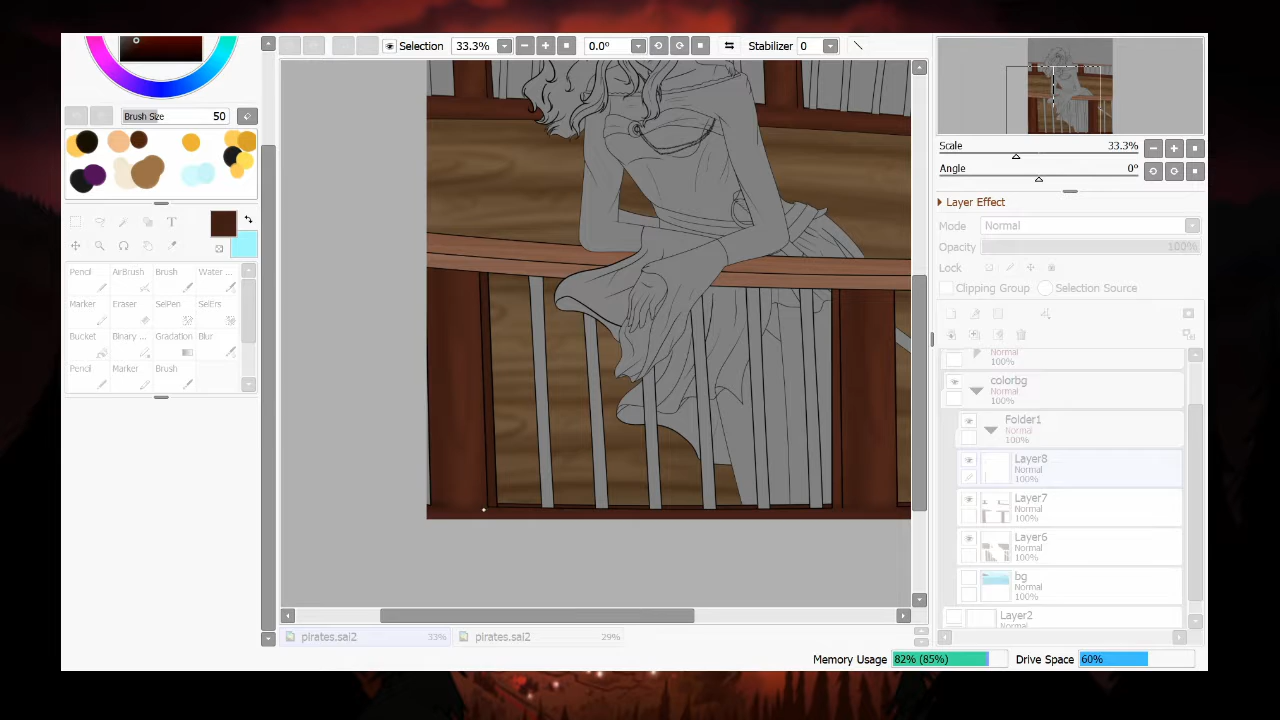 Selection
33.3%
0.0°
Stabilizer 0
Brush Size 50
T
Pencil AirBrush Brush Water ...
Marker Eraser SelPen SelErs
Bucket Binary ... Gradation Blur
Pencil Marker Brush
Scale 33.3%
Angle 0°
Layer Effect
Mode Normal
Opacity 100%
Lock
Clipping Group Selection Source
Normal
100%
colorbg
Normal
100%
Folder1
Normal
100%
Layer8
Normal
100%
Layer7
Normal
100%
Layer6
Normal
100%
bg
Normal
100%
Layer2
Normal
pirates.sai2 33%
pirates.sai2 29%
Memory Usage 82% (85%)
Drive Space 60%